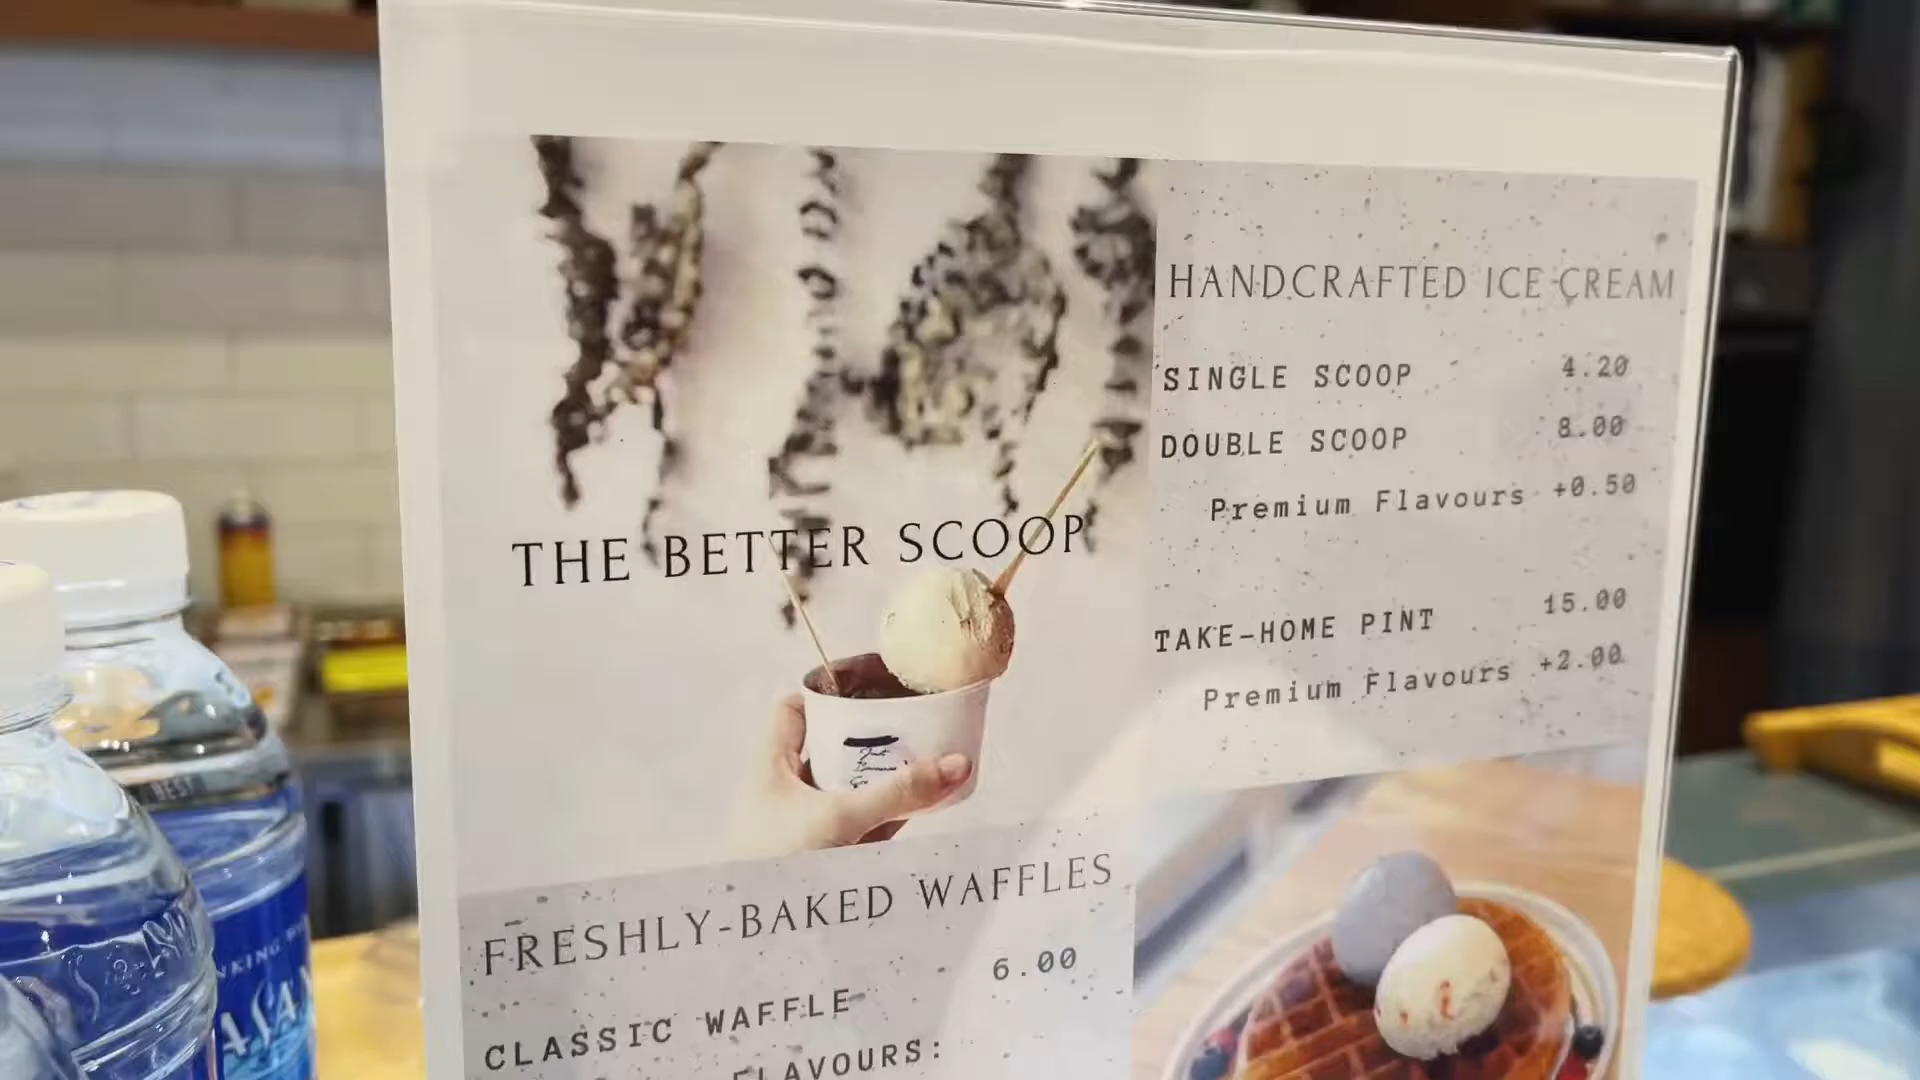 THE BETTER SCOOP
HANDCRAFTED ICE CREAM
SINGLE SCOOP 4.20
DOUBLE SCOOP 8.00
Premium Flavours +0.50
TAKE-HOME PINT 15.00
Premium Flavours +2.00
FRESHLY-BAKED WAFFLES
CLASSIC WAFFLE 6.00
FLAVOURS: